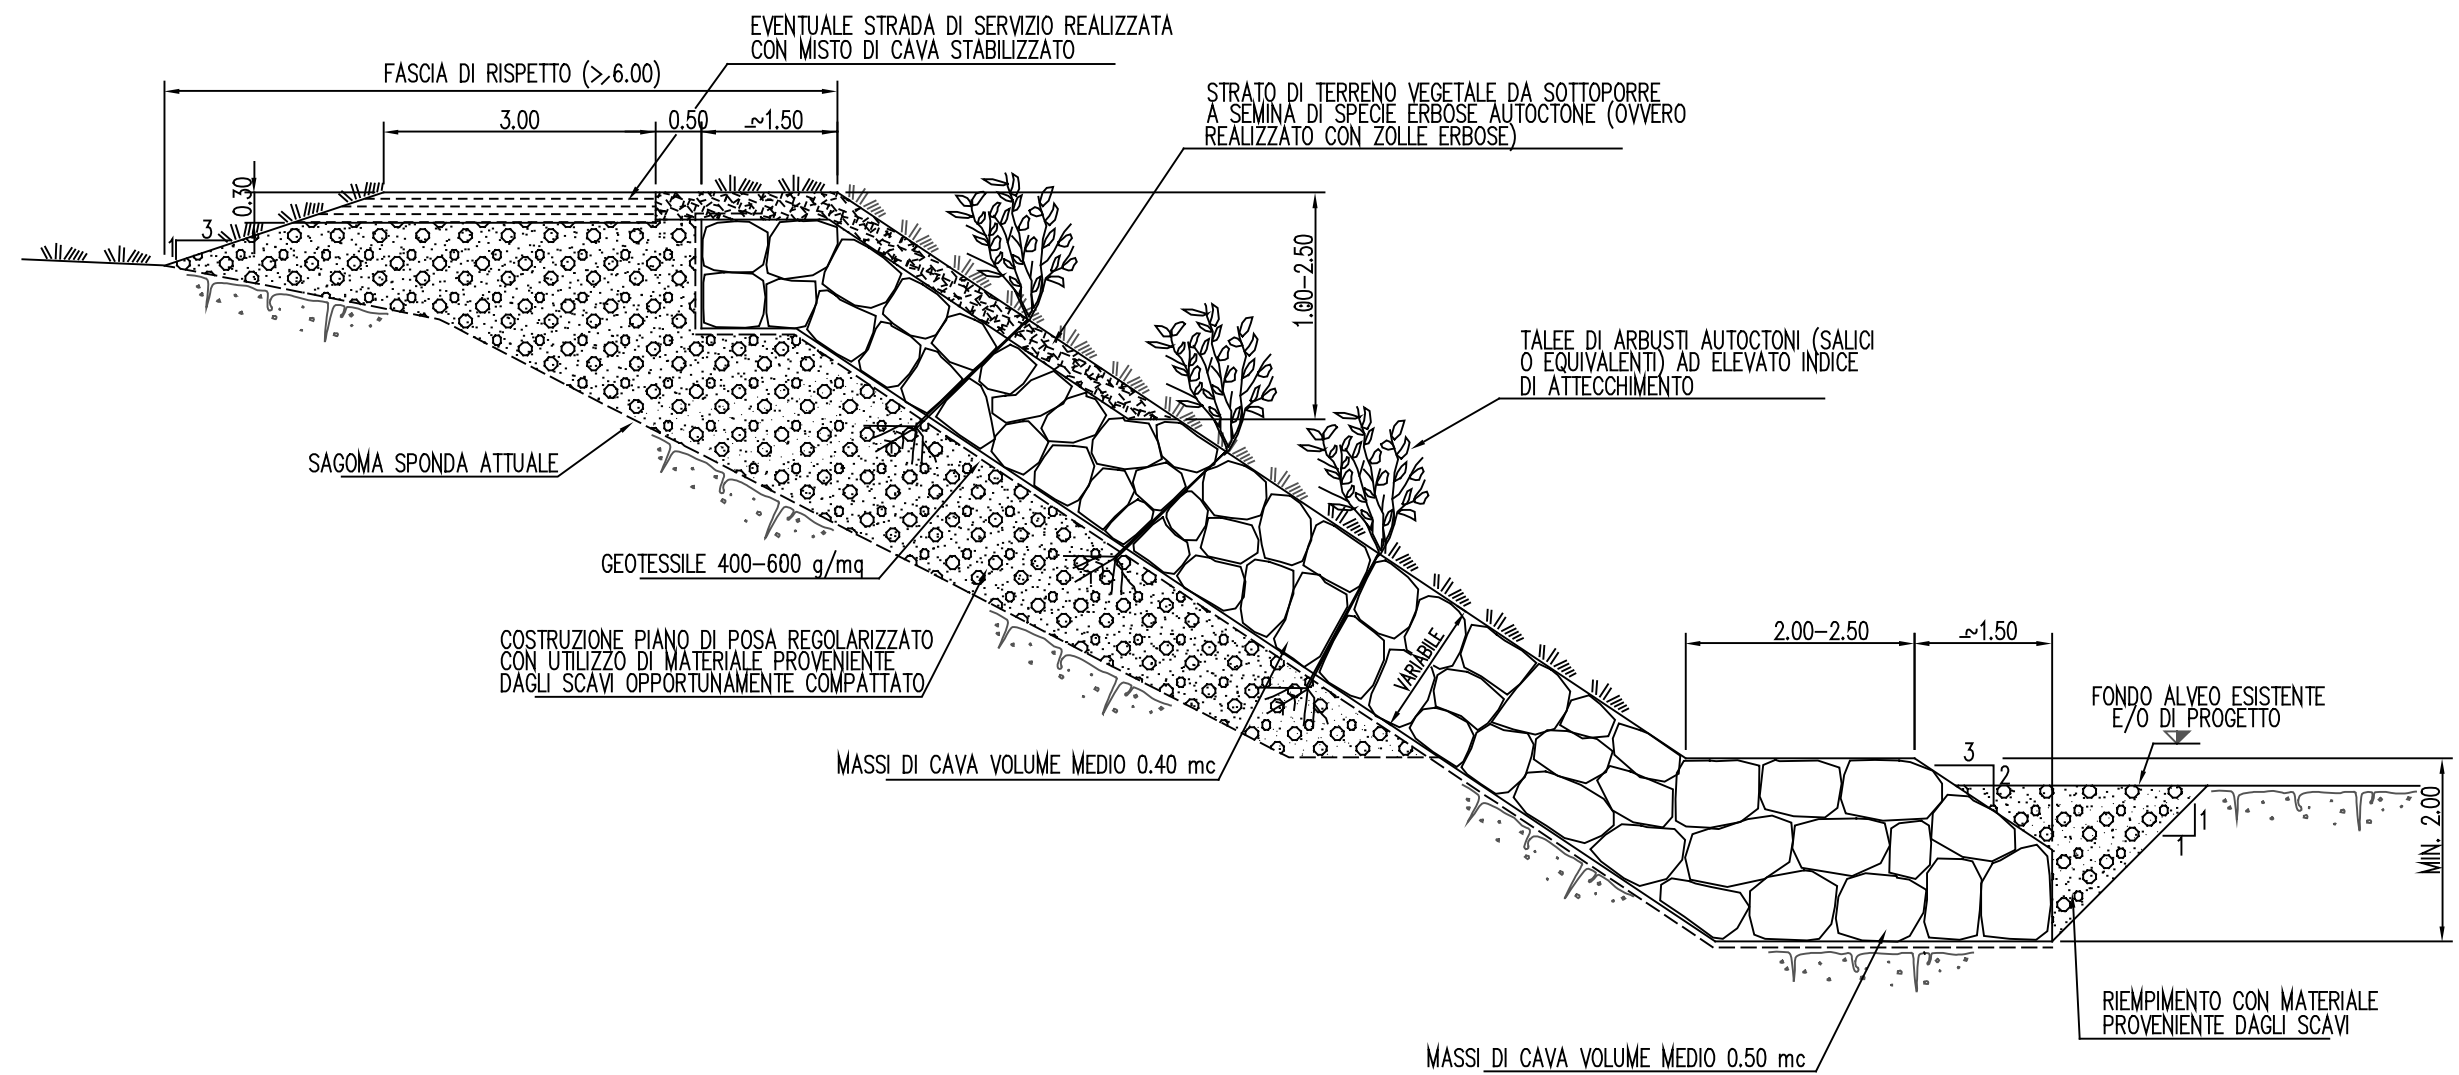 EVENTUALE STRADA DI SERVIZIO REALIZZATA
CON MISTO DI CAVA STABILIZZATO
FASCIA DI RISPETTO (>,6.00)
3.00
0.50
~1.50
STRATO DI TERRENO VEGETALE DA SOTTOPORRE
A SEMINA DI SPECIE ERBOSE AUTOCTONE (OVVERO
REALIZZATO CON ZOLLE ERBOSE)
0.30
3
1
1.00-2.50
TALEE DI ARBUSTI AUTOCTONI (SALICI
O EQUIVALENTI) AD ELEVATO INDICE
DI ATTECCHIMENTO
SAGOMA SPONDA ATTUALE
GEOTESSILE 400-600 g/mq
COSTRUZIONE PIANO DI POSA REGOLARIZZATO
CON UTILIZZO DI MATERIALE PROVENIENTE
DAGLI SCAVI OPPORTUNAMENTE COMPATTATO
VARIABILE
2.00-2.50
~1.50
FONDO ALVEO ESISTENTE
E/O DI PROGETTO
MASSI DI CAVA VOLUME MEDIO 0.40 mc
3
2
1
1
MIN. 2.00
RIEMPIMENTO CON MATERIALE
PROVENIENTE DAGLI SCAVI
MASSI DI CAVA VOLUME MEDIO 0.50 mc